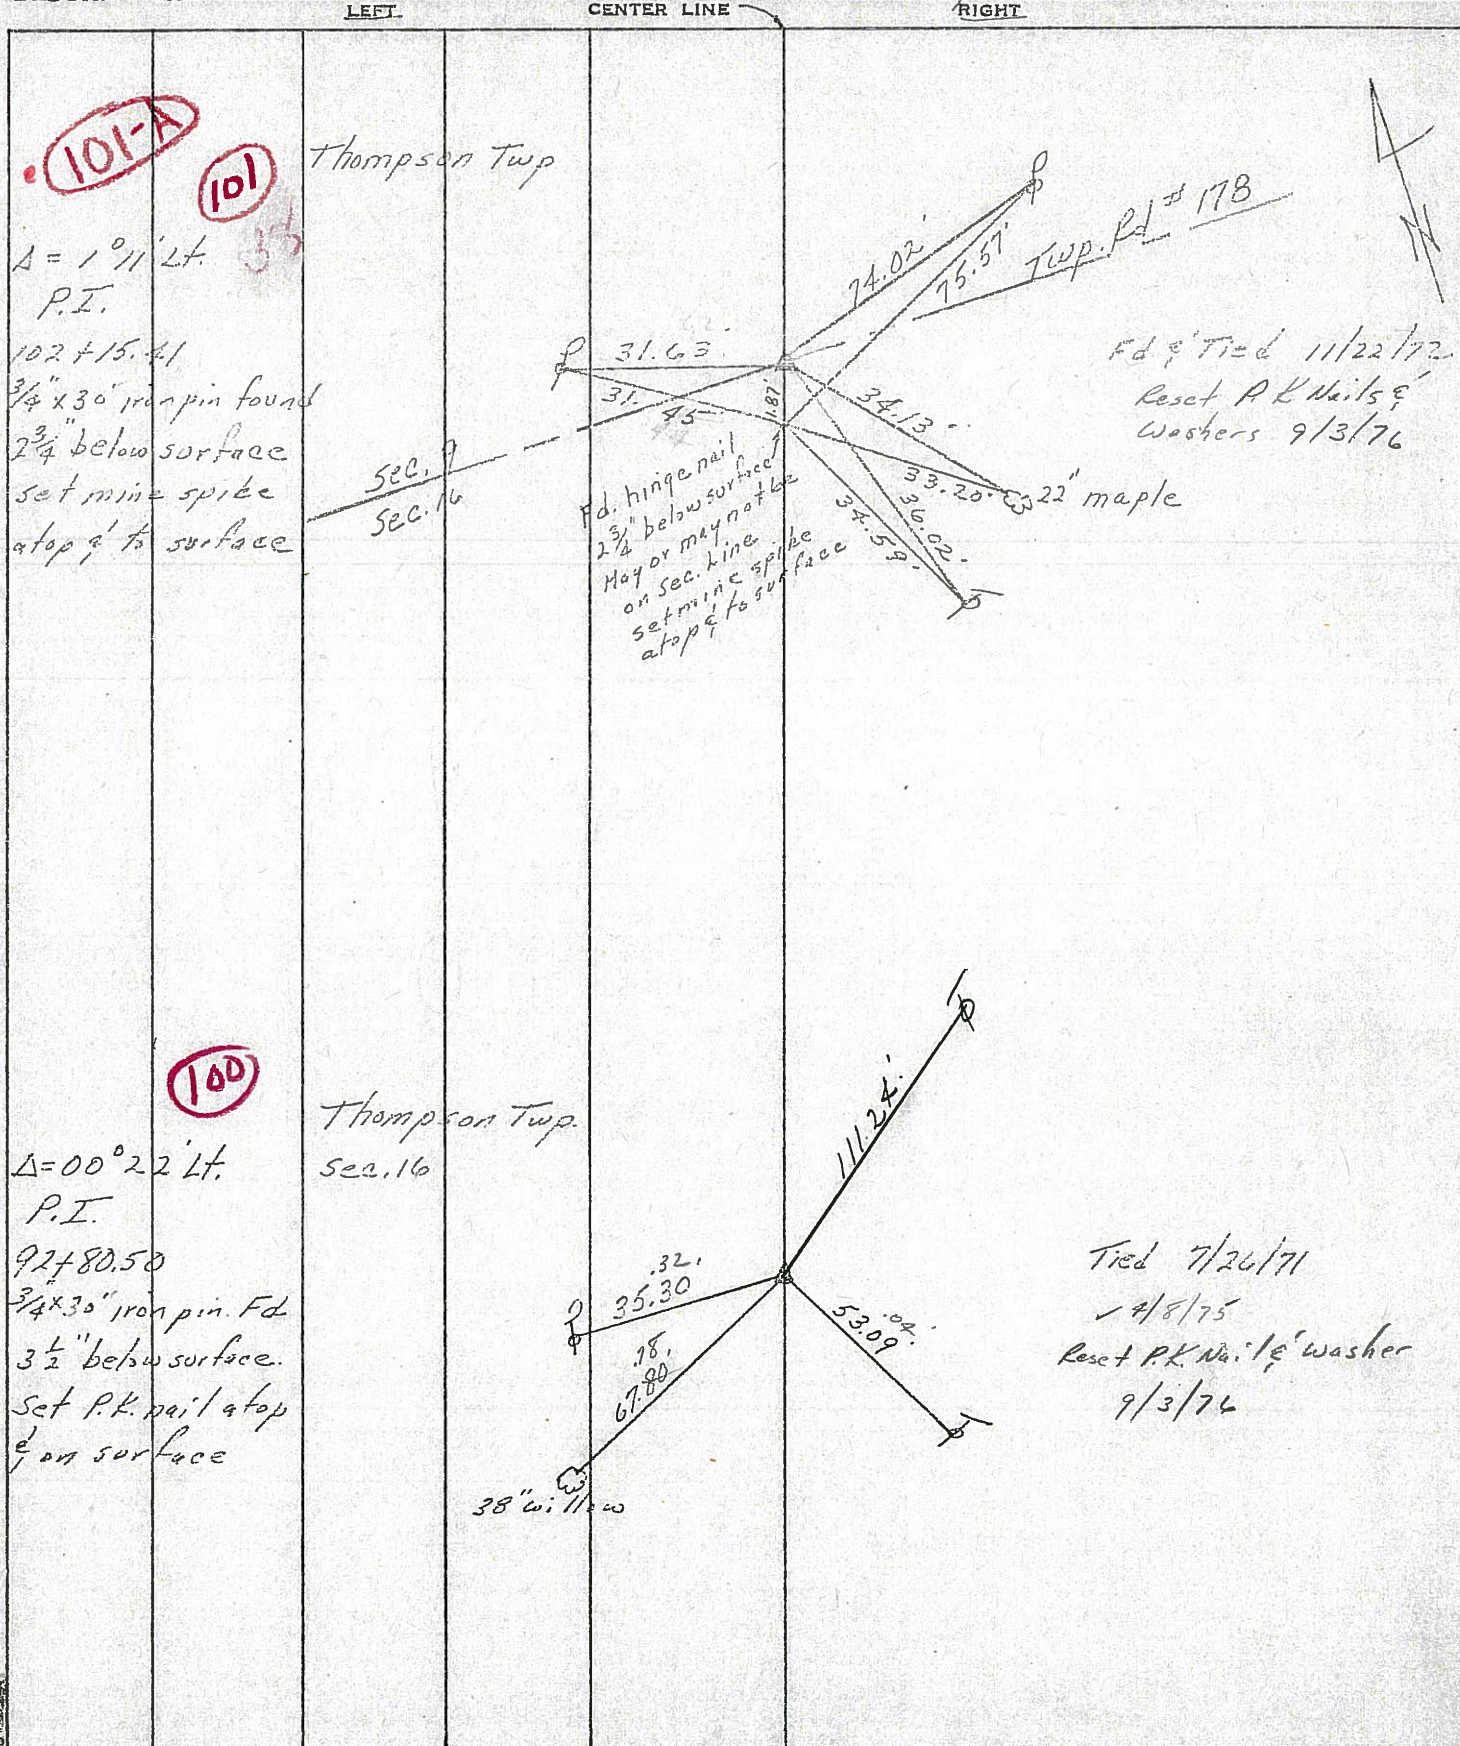 LEFT
CENTER LINE
RIGHT
101-A
101
Thompson Twp
Δ = 1°11' Lt.
P.I.
102+15.41
3/4" x 30" iron pin found
2 3/4" below surface
set mine spike
atop & to surface
74.02'
75.57'
Twp. Rd # 178
31.63
31.45
1.87'
34.13
33.20
36.02
34.59
22" maple
Sec. 9
Sec. 16
Fd. hinge nail
2 3/4" below surface
May or may not be
on Sec. Line
set mine spike
atop & to surface
Fd & Tied 11/22/72
Reset P.K Nails &
Washers 9/3/76
N
100
Thompson Twp.
Sec. 16
Δ=00°22' Lt.
P.I.
92+80.50
3/4" x 30" iron pin. Fd
3 1/2" below surface.
Set P.K. nail atop
& on surface
111.24'
.32'
35.30
.78'
67.80
.04'
53.09
38" willow
Tied 7/26/71
✓ 4/8/75
Reset P.K. Nail & Washer
9/3/76